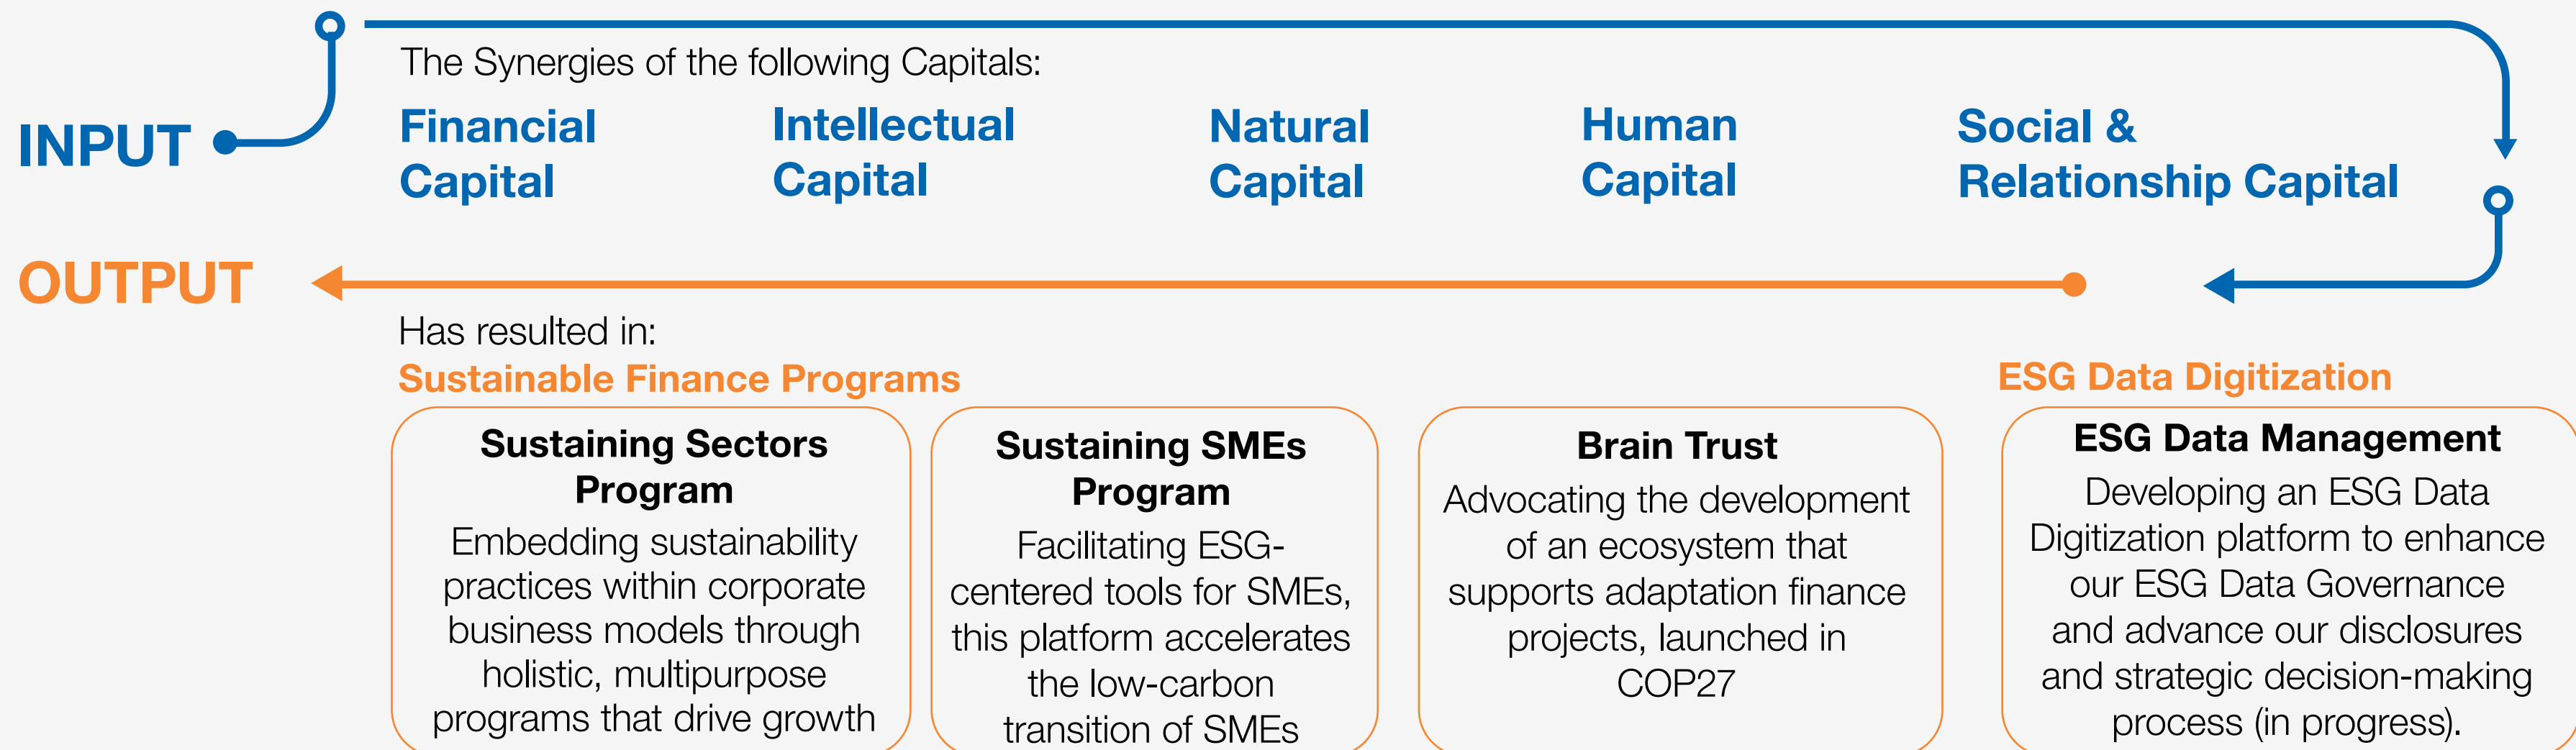 The Synergies of the following Capitals:
INPUT
Financial
Capital
Intellectual
Capital
Natural
Capital
Human
Capital
Social &
Relationship Capital
OUTPUT
Has resulted in:
Sustainable Finance Programs
Sustaining Sectors
Program
Embedding sustainability
practices within corporate
business models through
holistic, multipurpose
programs that drive growth
Sustaining SMEs
Program
Facilitating ESG-
centered tools for SMEs,
this platform accelerates
the low-carbon
transition of SMEs
Brain Trust
Advocating the development
of an ecosystem that
supports adaptation finance
projects, launched in
COP27
ESG Data Digitization
ESG Data Management
Developing an ESG Data
Digitization platform to enhance
our ESG Data Governance
and advance our disclosures
and strategic decision-making
process (in progress).